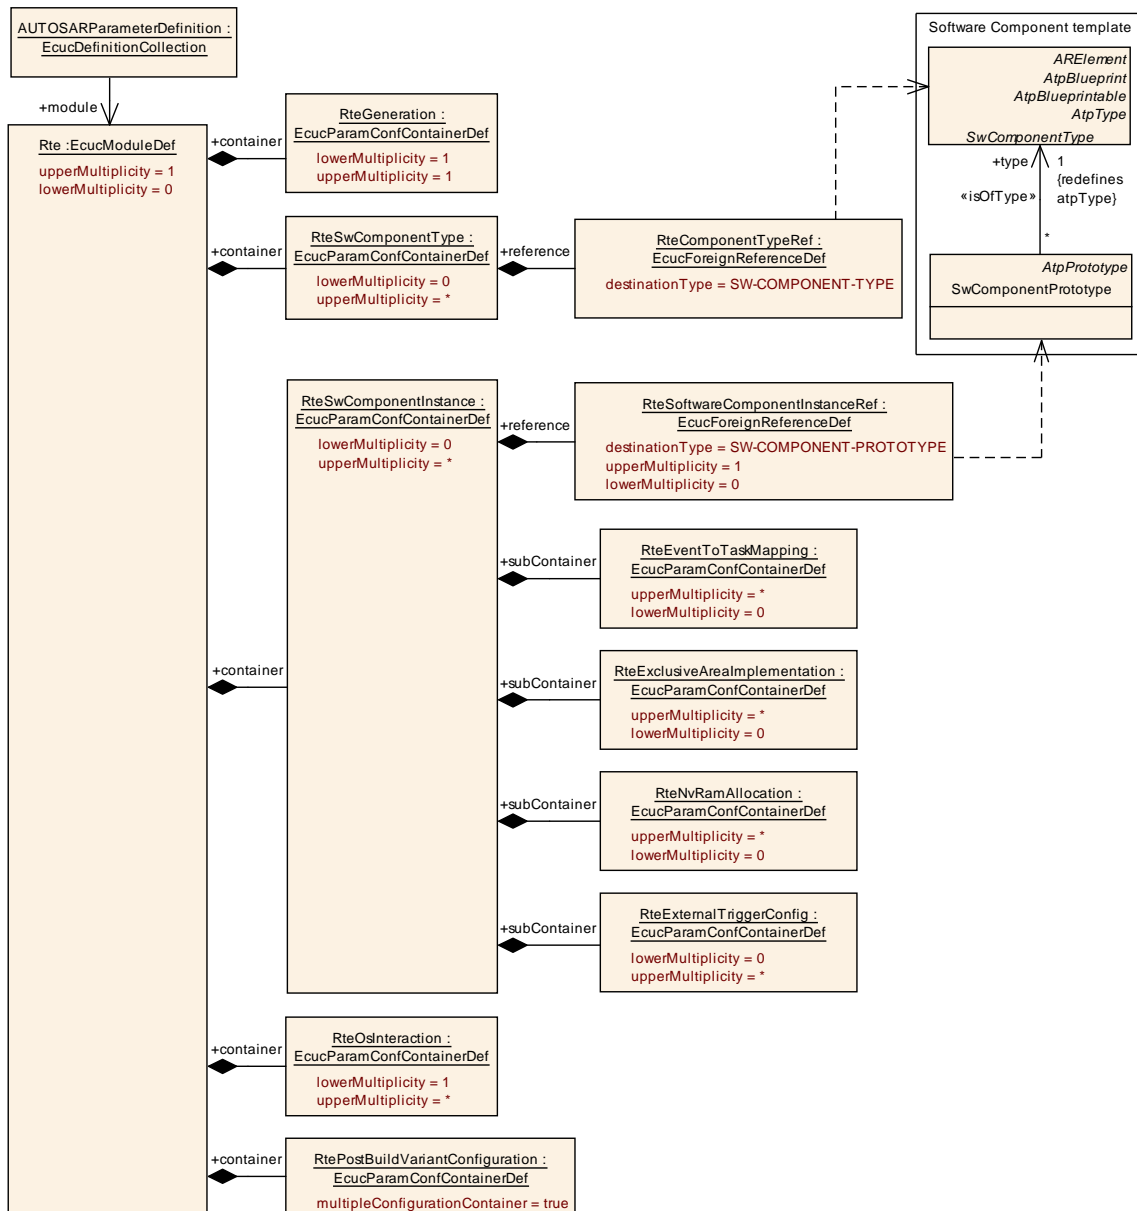 AUTOSARParameterDefinition :
EcucDefinitionCollection
+module
Rte :EcucModuleDef
upperMultiplicity = 1
lowerMultiplicity = 0
+container
RteGeneration :
EcucParamConfContainerDef
lowerMultiplicity = 1
upperMultiplicity = 1
+container
RteSwComponentType :
EcucParamConfContainerDef
lowerMultiplicity = 0
upperMultiplicity = *
+reference
RteComponentTypeRef :
EcucForeignReferenceDef
destinationType = SW-COMPONENT-TYPE
Software Component template
ARElement
AtpBlueprint
AtpBlueprintable
AtpType
SwComponentType
+type
1
{redefines
atpType}
«isOfType»
*
AtpPrototype
SwComponentPrototype
+container
RteSwComponentInstance :
EcucParamConfContainerDef
lowerMultiplicity = 0
upperMultiplicity = *
+reference
RteSoftwareComponentInstanceRef :
EcucForeignReferenceDef
destinationType = SW-COMPONENT-PROTOTYPE
upperMultiplicity = 1
lowerMultiplicity = 0
+subContainer
RteEventToTaskMapping :
EcucParamConfContainerDef
upperMultiplicity = *
lowerMultiplicity = 0
+subContainer
RteExclusiveAreaImplementation :
EcucParamConfContainerDef
upperMultiplicity = *
lowerMultiplicity = 0
+subContainer
RteNvRamAllocation :
EcucParamConfContainerDef
upperMultiplicity = *
lowerMultiplicity = 0
+subContainer
RteExternalTriggerConfig :
EcucParamConfContainerDef
lowerMultiplicity = 0
upperMultiplicity = *
+container
RteOsInteraction :
EcucParamConfContainerDef
lowerMultiplicity = 1
upperMultiplicity = *
+container
RtePostBuildVariantConfiguration :
EcucParamConfContainerDef
multipleConfigurationContainer = true